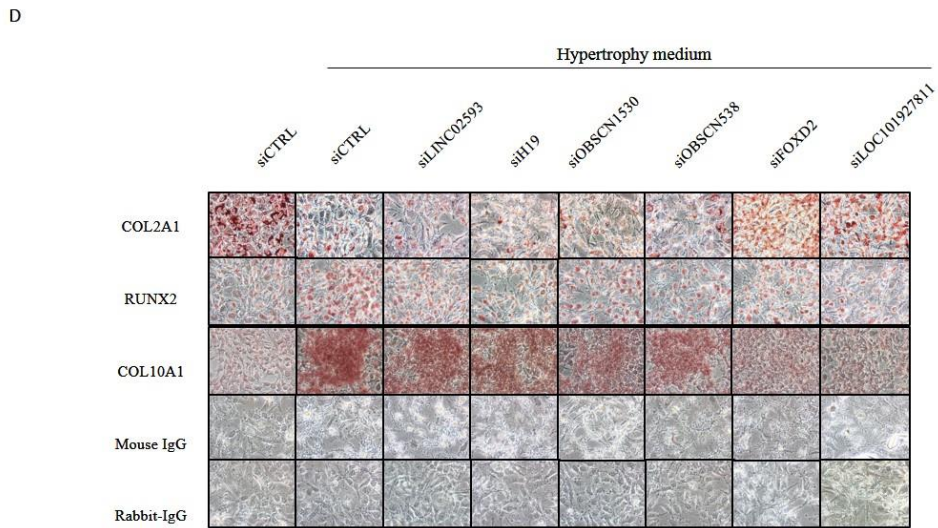 D
Hypertrophy medium
siCTRL siCTRL siLINC02593 siH19 siOBSCN1530 siOBSCN538 siFOXD2 siLOC101927811
COL2A1
RUNX2
COL10A1
Mouse IgG
Rabbit-IgG